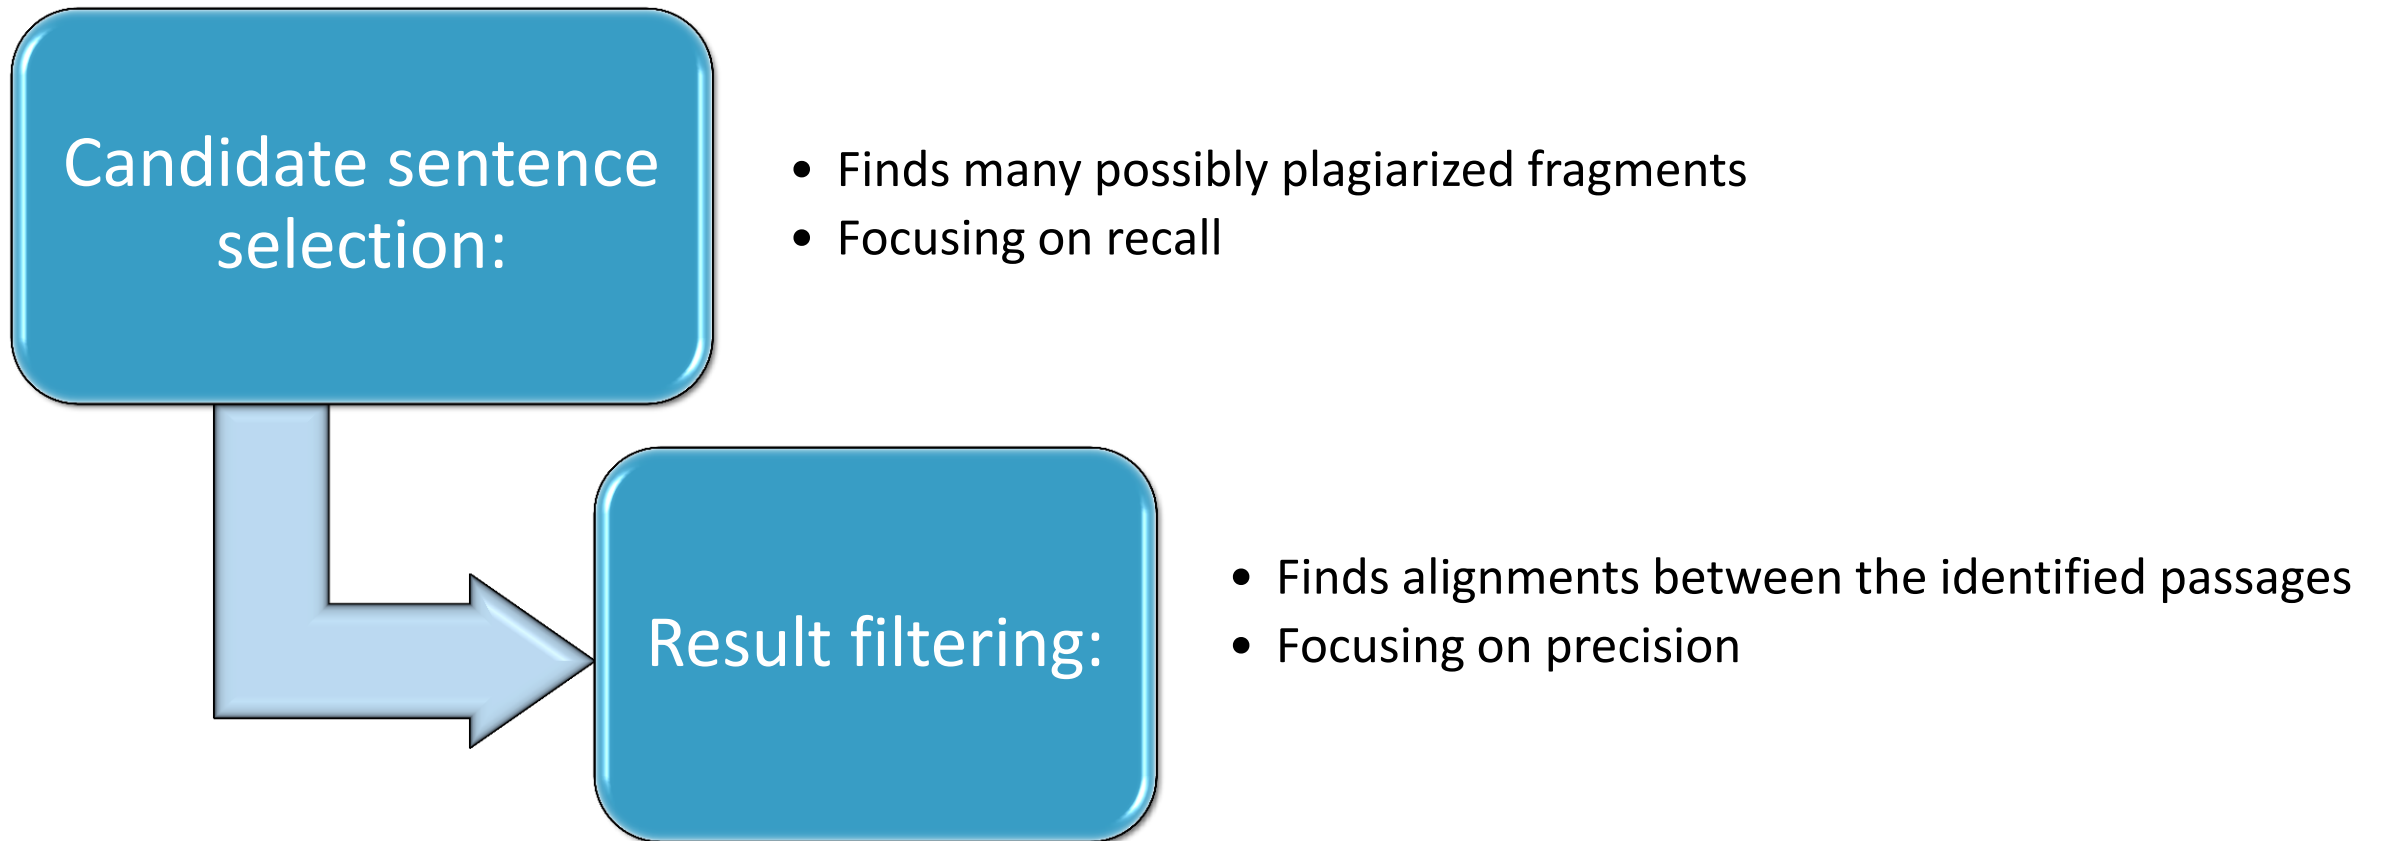 Candidate sentence
selection:
• Finds many possibly plagiarized fragments
• Focusing on recall
Result filtering:
• Finds alignments between the identified passages
• Focusing on precision